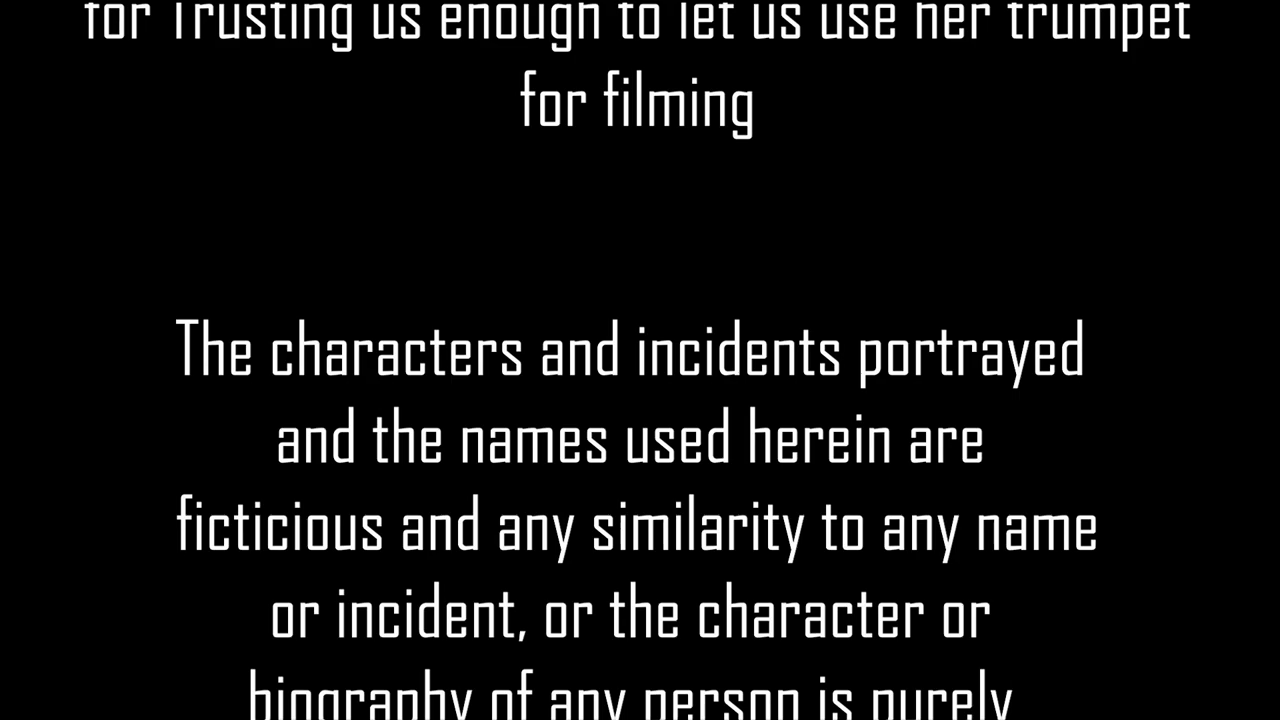 for Trusting us enough to let us use her trumpet
for filming
The characters and incidents portrayed
and the names used herein are
ficticious and any similarity to any name
or incident, or the character or
biography of any person is purely